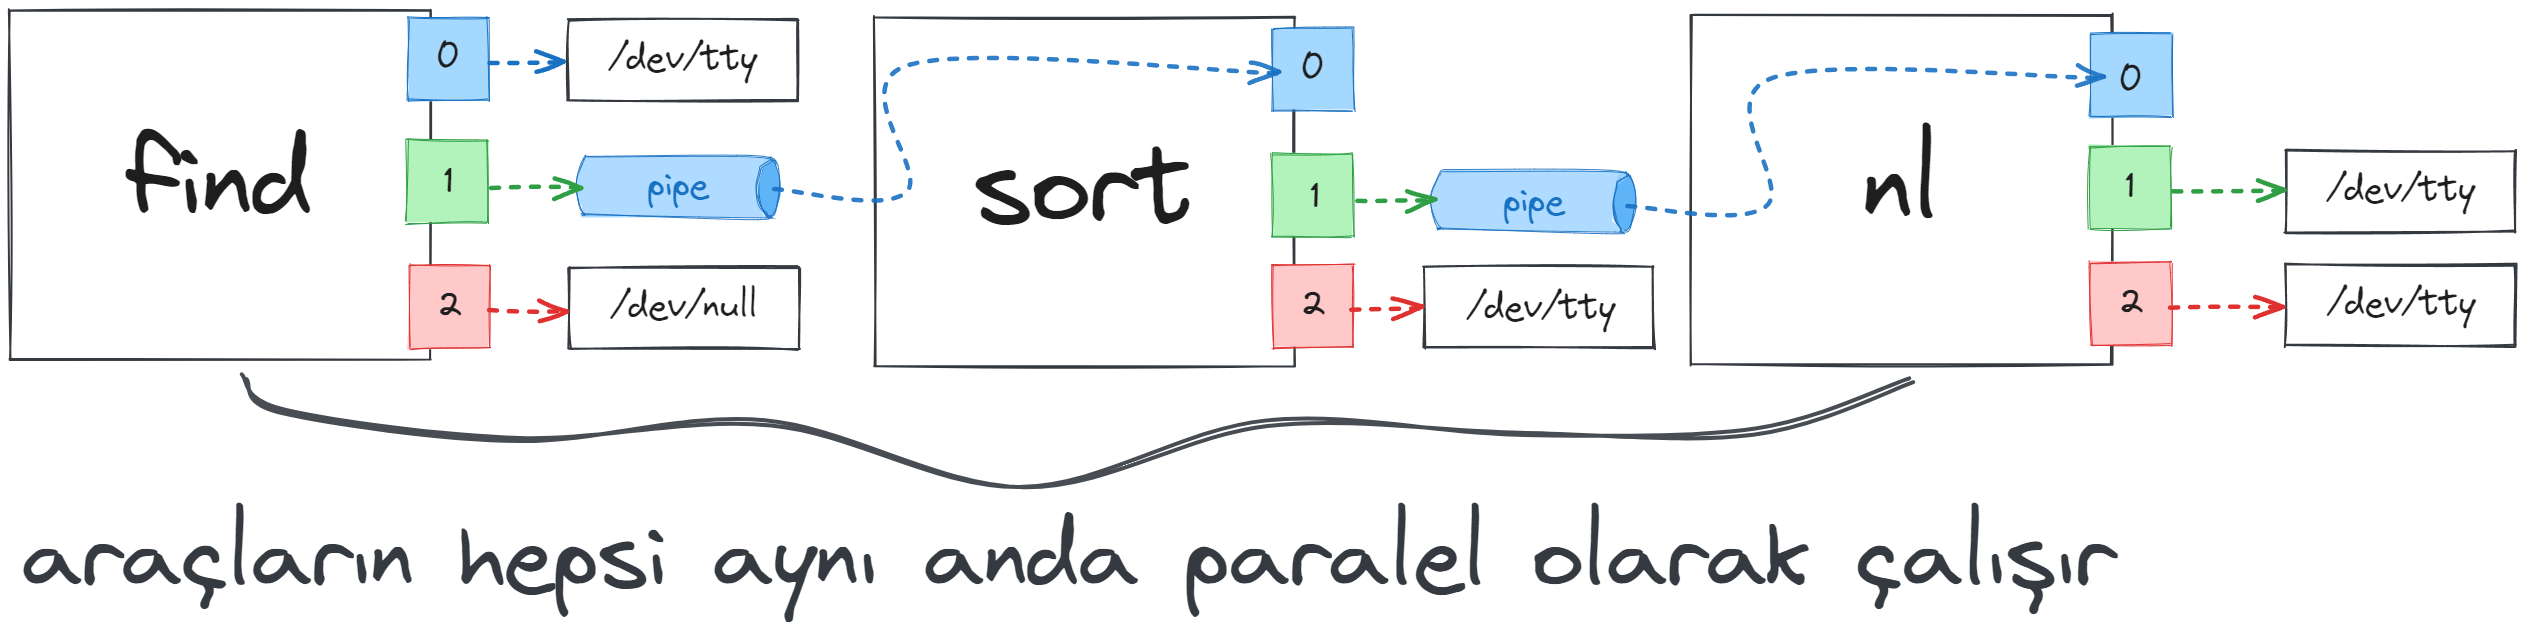 find
0
/dev/tty
1
pipe
2
/dev/null
sort
0
1
pipe
2
/dev/tty
nl
0
1
/dev/tty
2
/dev/tty
araçların hepsi aynı anda paralel olarak çalışır